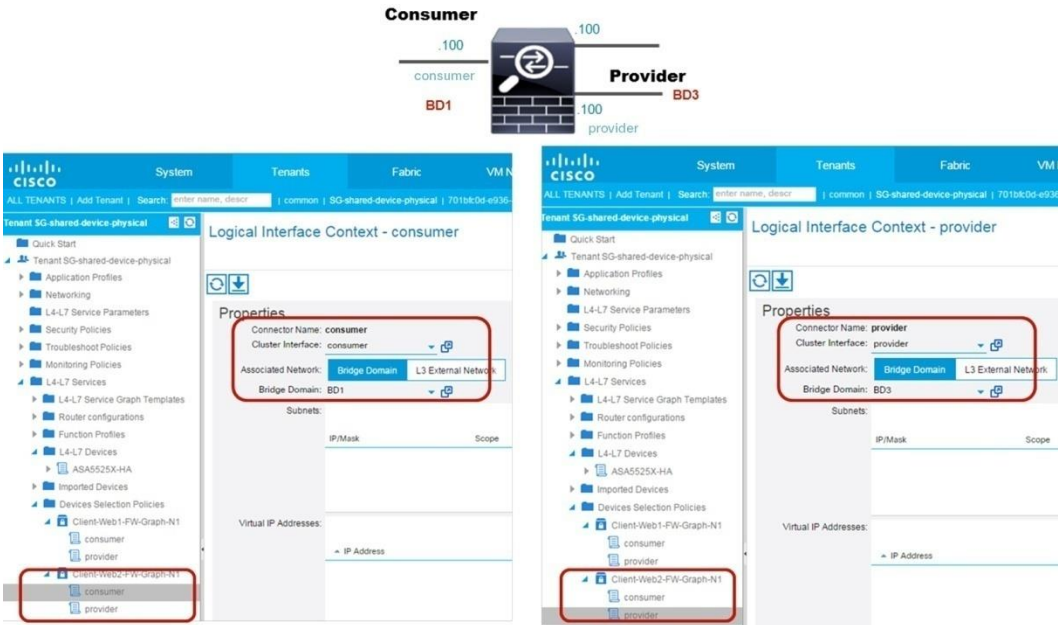 Consumer
.100
.100
consumer
Provider
BD1
BD3
.100
provider
CISCO
System
Tenants
Fabric
VM N
ALL TENANTS | Add Tenant | Search: enter name, descr | common | SG-shared-device-physical | 701bfc0d-e936-
Tenant SG-shared-device-physical
Quick Start
Tenant SG-shared-device-physical
Application Profiles
Networking
L4-L7 Service Parameters
Security Policies
Troubleshoot Policies
Monitoring Policies
L4-L7 Services
L4-L7 Service Graph Templates
Router configurations
Function Profiles
L4-L7 Devices
ASA5525X-HA
Imported Devices
Devices Selection Policies
Client-Web1-FW-Graph-N1
consumer
provider
Client-Web2-FW-Graph-N1
consumer
provider
Logical Interface Context - consumer
Properties
Connector Name: consumer
Cluster Interface: consumer
Associated Network: Bridge Domain L3 External Network
Bridge Domain: BD1
Subnets:
IP/Mask Scope
Virtual IP Addresses:
IP Address
CISCO
System
Tenants
Fabric
VM
ALL TENANTS | Add Tenant | Search: enter name, descr | common | SG-shared-device-physical | 701bfc0d-e936
Tenant SG-shared-device-physical
Quick Start
Tenant SG-shared-device-physical
Application Profiles
Networking
L4-L7 Service Parameters
Security Policies
Troubleshoot Policies
Monitoring Policies
L4-L7 Services
L4-L7 Service Graph Templates
Router configurations
Function Profiles
L4-L7 Devices
ASA5525X-HA
Imported Devices
Devices Selection Policies
Client-Web1-FW-Graph-N1
consumer
provider
Client-Web2-FW-Graph-N1
consumer
provider
Logical Interface Context - provider
Properties
Connector Name: provider
Cluster Interface: provider
Associated Network: Bridge Domain L3 External Network
Bridge Domain: BD3
Subnets:
IP/Mask Scope
Virtual IP Addresses:
IP Address